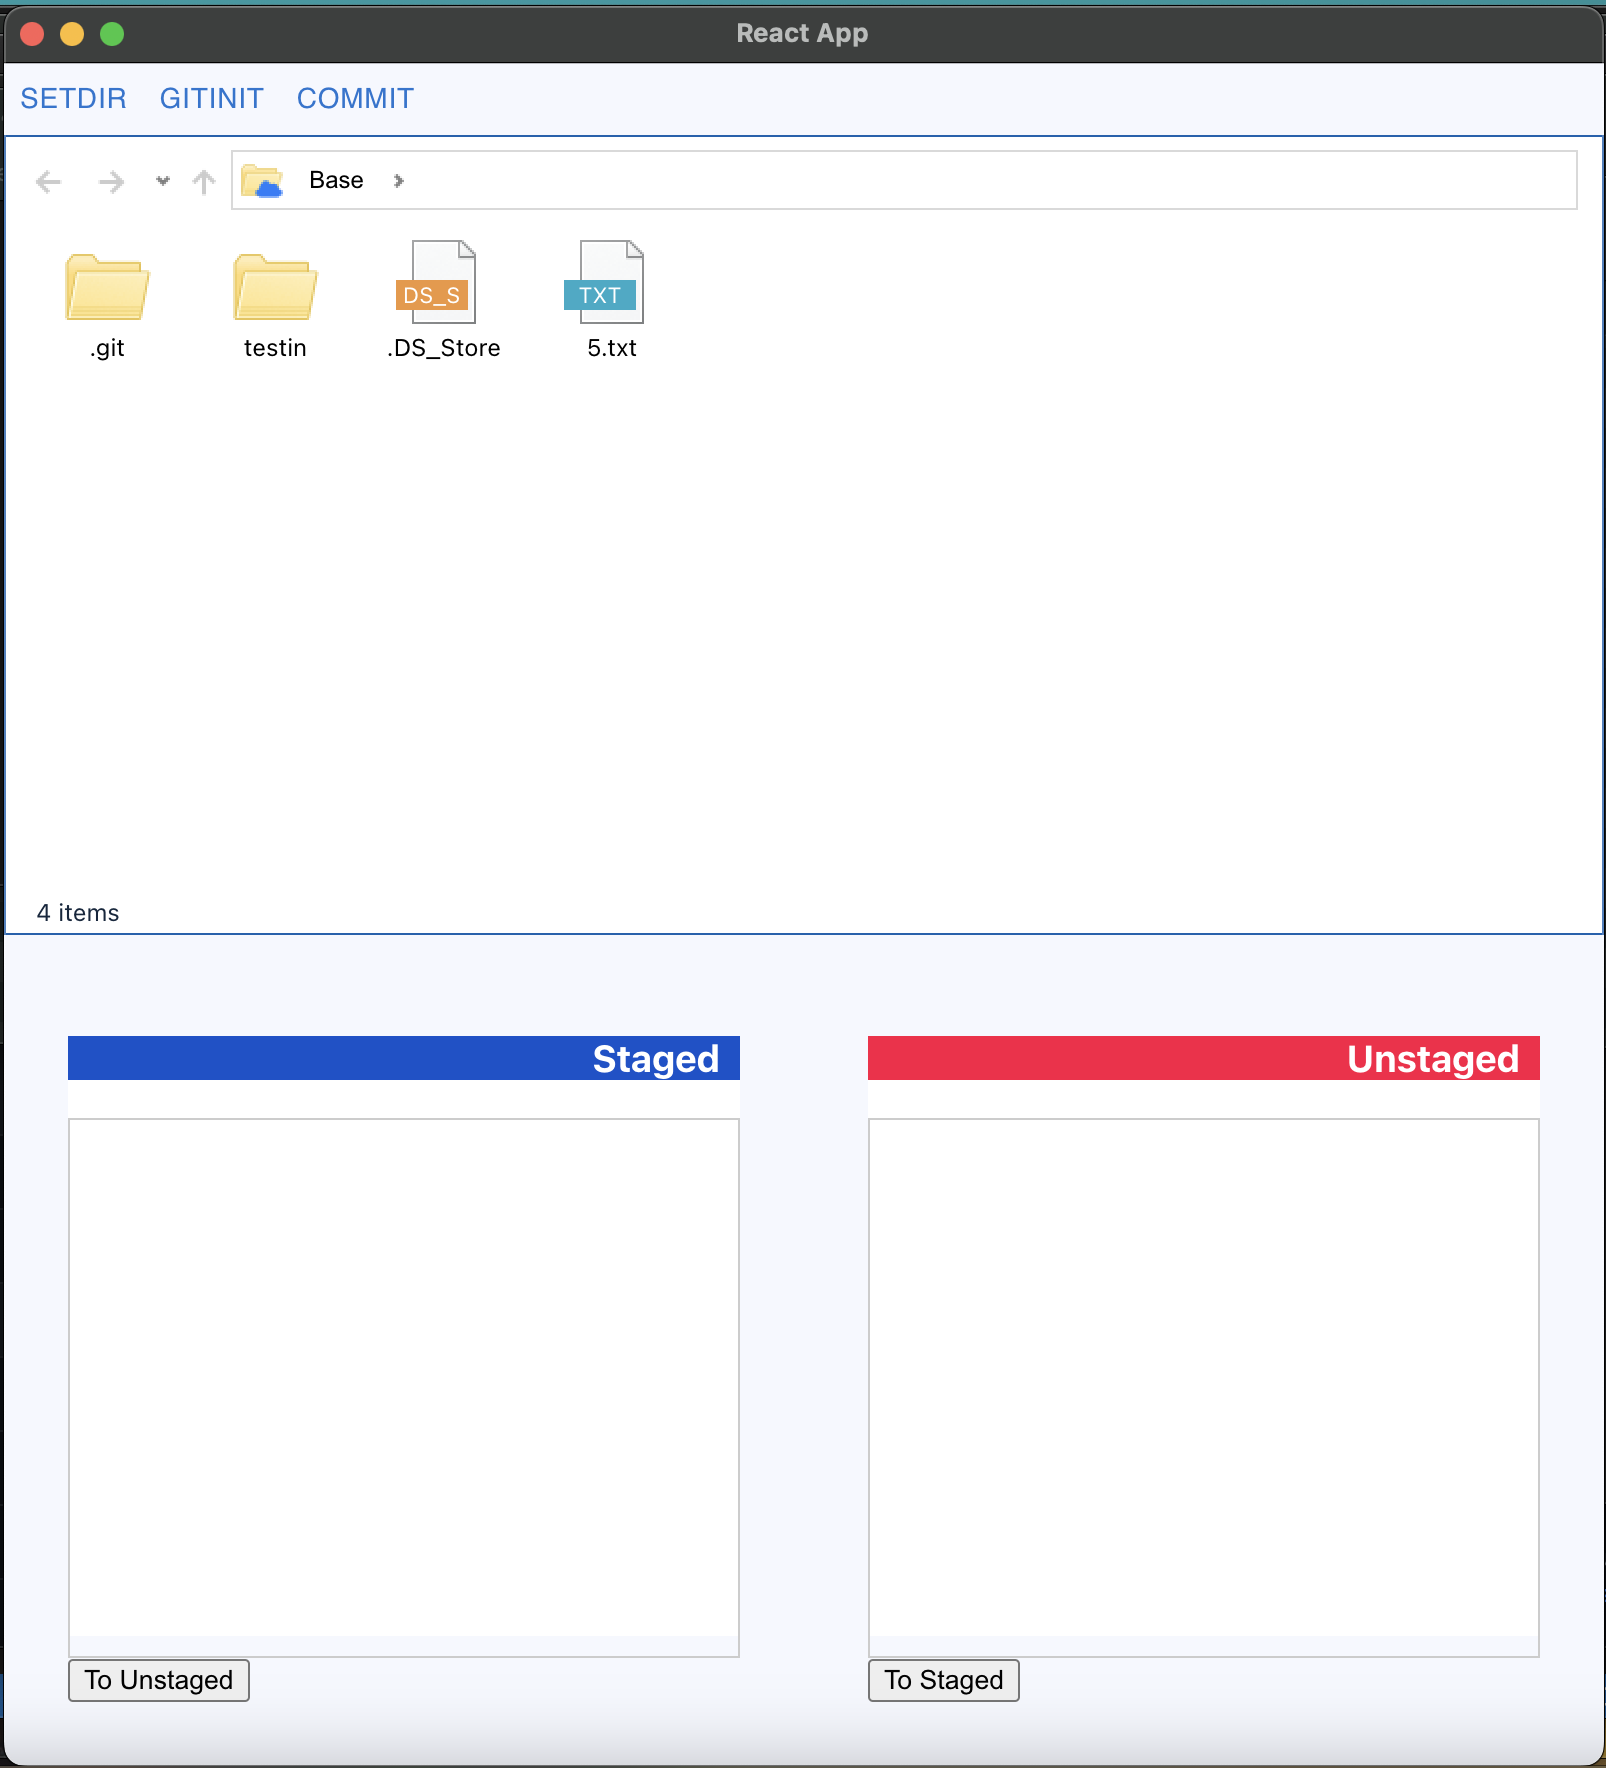 React App
SETDIR GITINIT COMMIT
Base
DS_S TXT
.git testin .DS_Store 5.txt
4 items
Staged Unstaged
To Unstaged To Staged